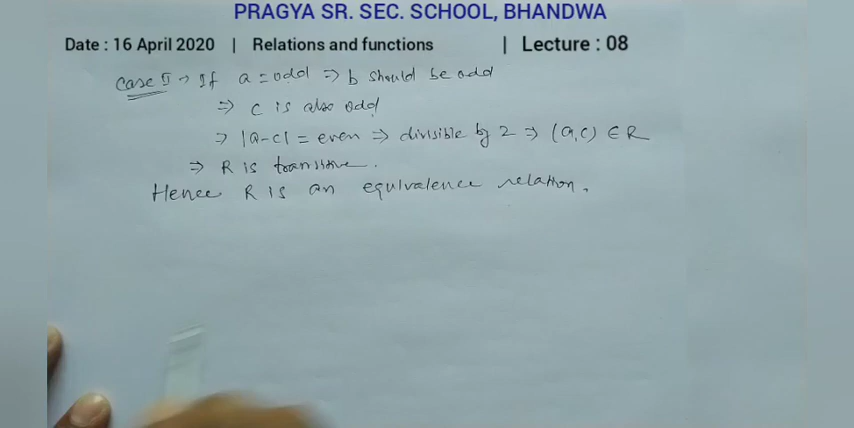 PRAGYA SR. SEC. SCHOOL, BHANDWA
Date : 16 April 2020 | Relations and functions | Lecture : 08
Case II → If a = odd ⇒ b should be odd
⇒ c is also odd
⇒ |a-c| = even ⇒ divisible by 2 ⇒ (a,c) ∈ R
⇒ R is transitive.
Hence R is an equivalence relation.